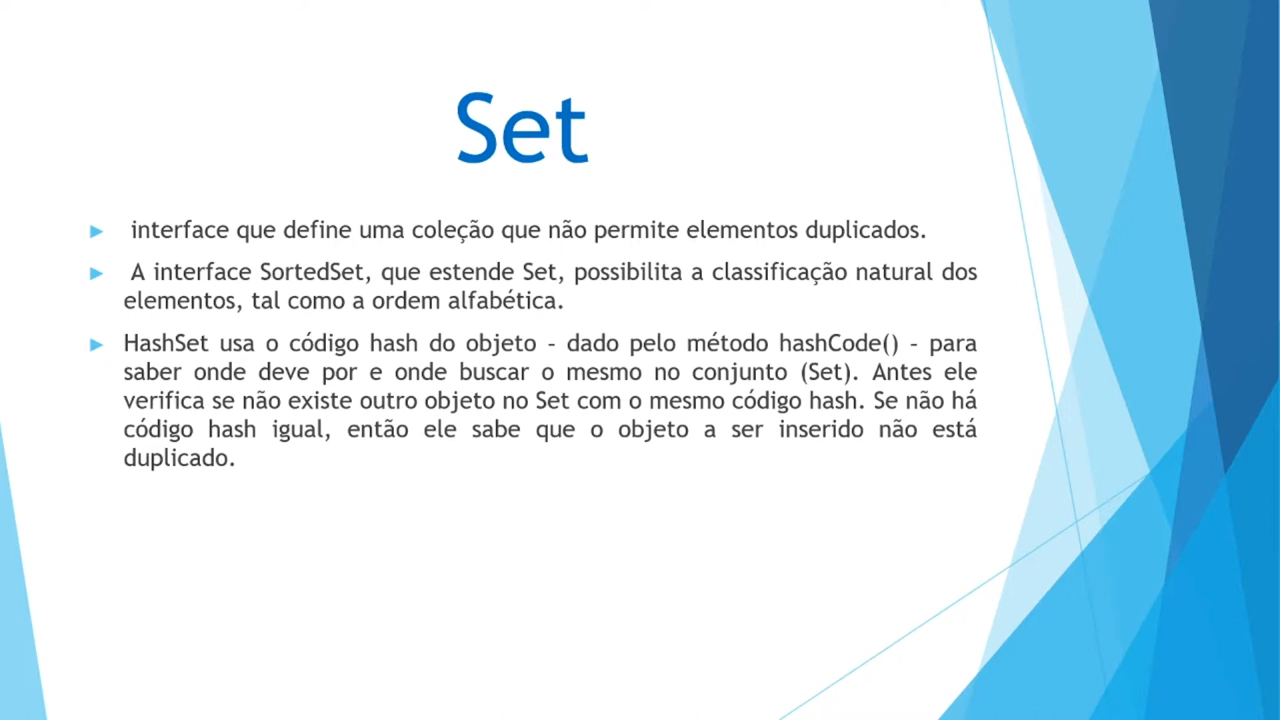 Set
interface que define uma coleção que não permite elementos duplicados.
A interface SortedSet, que estende Set, possibilita a classificação natural dos
elementos, tal como a ordem alfabética.
HashSet usa o código hash do objeto – dado pelo método hashCode() – para
saber onde deve por e onde buscar o mesmo no conjunto (Set). Antes ele
verifica se não existe outro objeto no Set com o mesmo código hash. Se não há
código hash igual, então ele sabe que o objeto a ser inserido não está
duplicado.